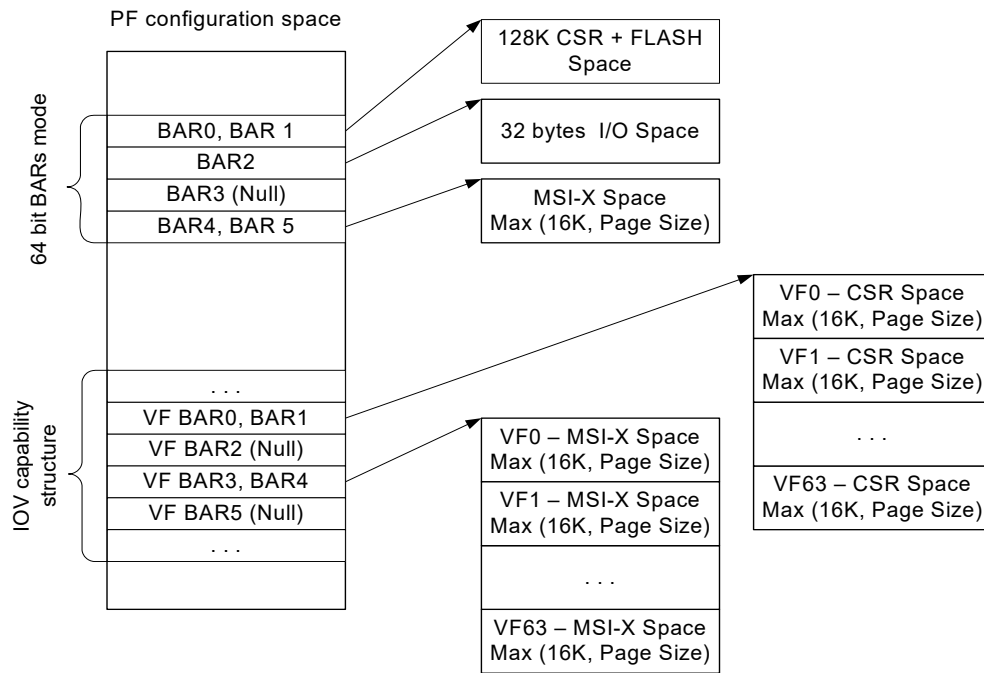 PF configuration space
64 bit BARs mode
BAR0, BAR 1
BAR2
BAR3 (Null)
BAR4, BAR 5
128K CSR + FLASH
Space
32 bytes I/O Space
MSI-X Space
Max (16K, Page Size)
IOV capability
structure
. . .
VF BAR0, BAR1
VF BAR2 (Null)
VF BAR3, BAR4
VF BAR5 (Null)
. . .
VF0 – MSI-X Space
Max (16K, Page Size)
VF1 – MSI-X Space
Max (16K, Page Size)
. . .
VF63 – MSI-X Space
Max (16K, Page Size)
VF0 – CSR Space
Max (16K, Page Size)
VF1 – CSR Space
Max (16K, Page Size)
. . .
VF63 – CSR Space
Max (16K, Page Size)